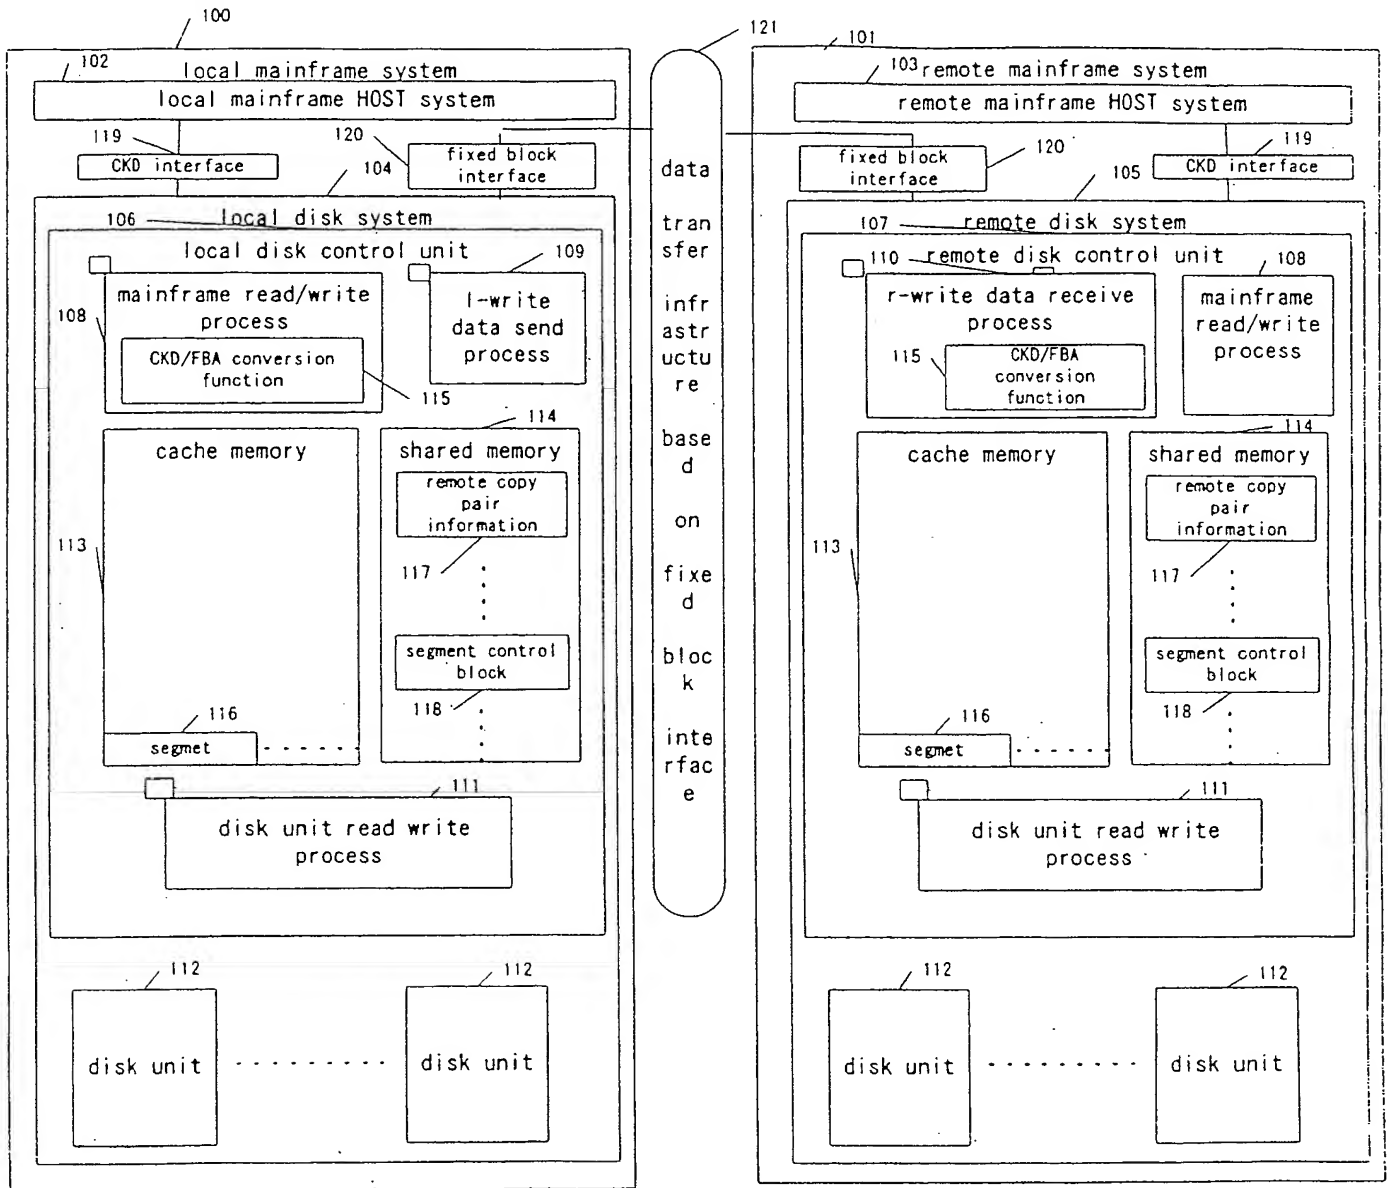 100
local mainframe system
102
local mainframe HOST system
119
CKD interface
120
fixed block
interface
104
local disk system
106
local disk control unit
109
mainframe read/write
process
108
CKD/FBA conversion
function
115
l-write
data send
process
cache memory
113
114
shared memory
remote copy
pair
information
117
segment control
block
118
116
segmet
111
disk unit read write
process
112
disk unit
112
disk unit
121
data
tran
sfer
infr
astr
uctu
re
base
d
on
fixe
d
bloc
k
inte
rfac
e
101
remote mainframe system
103
remote mainframe HOST system
fixed block
interface
120
119
CKD interface
105
remote disk system
107
remote disk control unit
110
108
r-write data receive
process
115
CKD/FBA
conversion
function
mainframe
read/write
process
cache memory
113
114
shared memory
remote copy
pair
information
117
segment control
block
118
116
segmet
111
disk unit read write
process
112
disk unit
112
disk unit